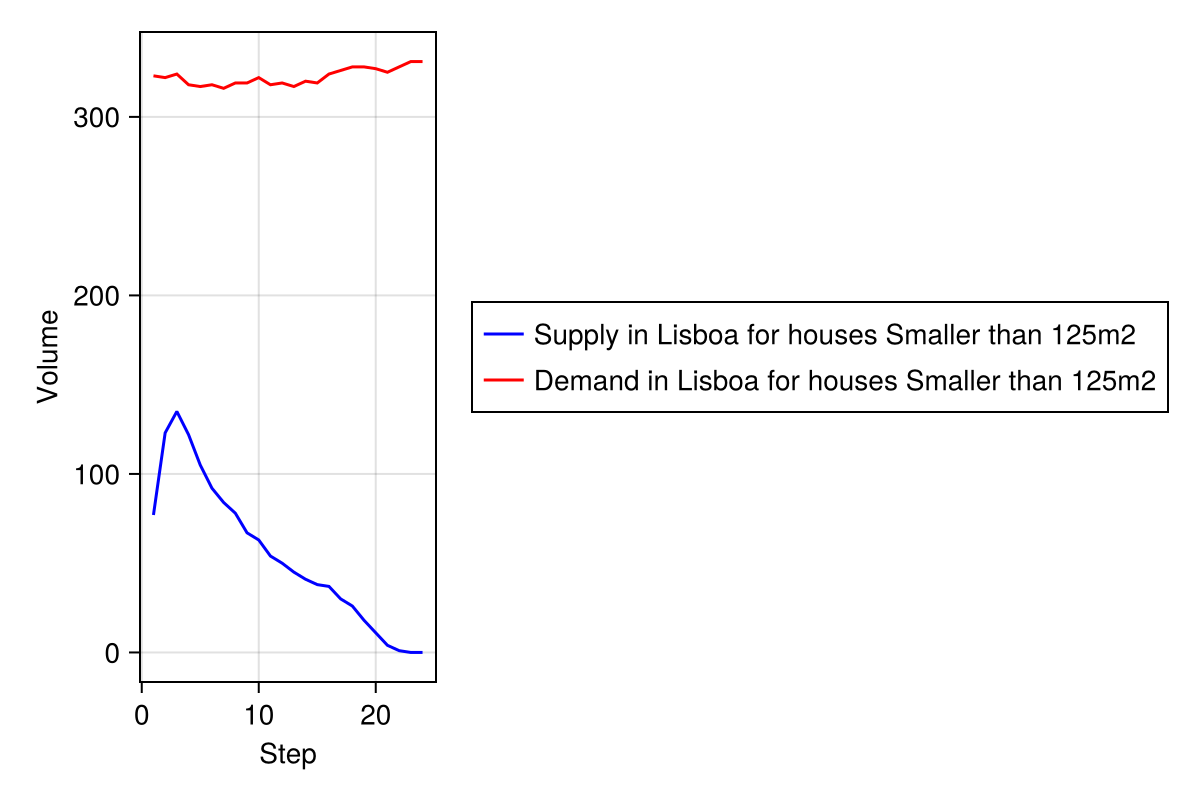 Volume
300
200
100
0
0 10 20
Step
Supply in Lisboa for houses Smaller than 125m2
Demand in Lisboa for houses Smaller than 125m2